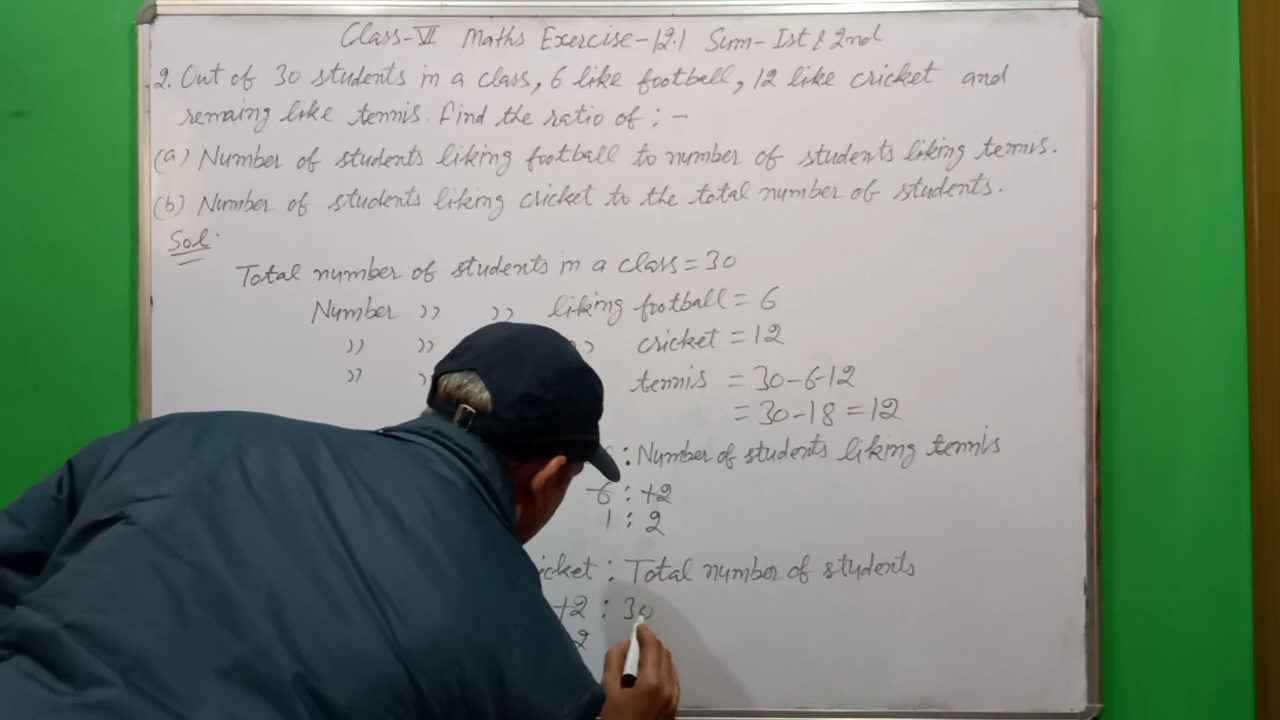 Class-VI Maths Exercise-12.1 Sum-Ist & 2nd
2. Out of 30 students in a class, 6 like football, 12 like cricket and
remaing like tennis. Find the ratio of : -
(a) Number of students liking football to number of students liking tennis.
(b) Number of students liking cricket to the total number of students.
Sol.
Total number of students in a class = 30
Number ,, ,, liking football = 6
,, ,, ,, cricket = 12
,, ,, tennis = 30-6-12
= 30-18 = 12
: Number of students liking tennis
6 : 12
1 : 2
: Total number of students
12 : 30
2